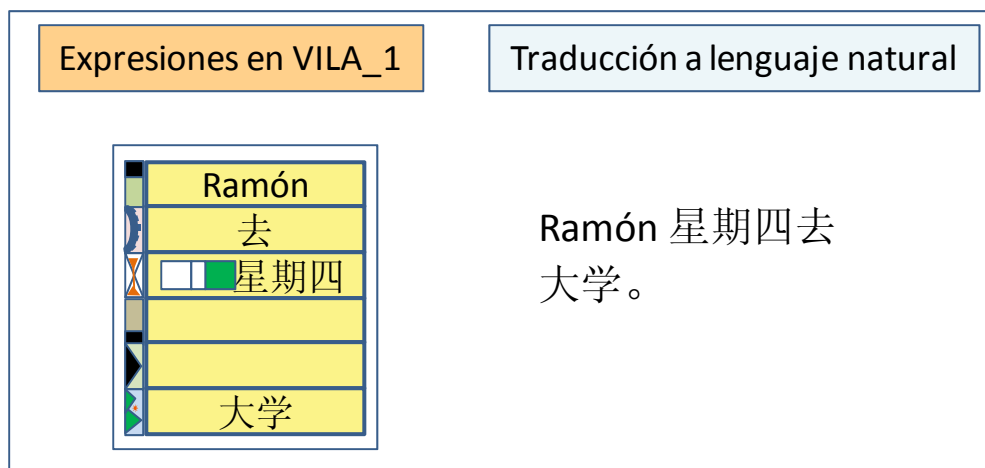 Expresiones en VILA_1
Traducción a lenguaje natural
Ramón
去
星期四
大学
Ramón 星期四去
大学。